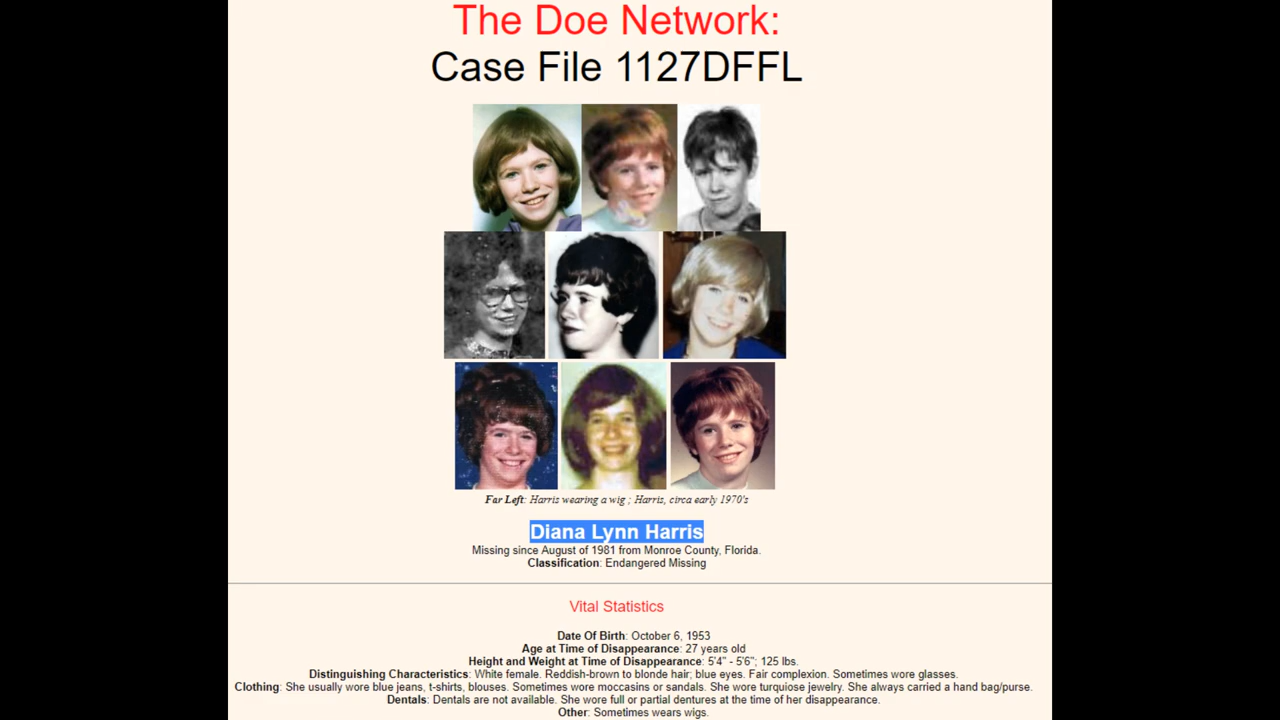 The Doe Network:
Case File 1127DFFL
Far Left: Harris wearing a wig ; Harris, circa early 1970's
Diana Lynn Harris
Missing since August of 1981 from Monroe County, Florida.
Classification: Endangered Missing
Vital Statistics
Date Of Birth: October 6, 1953
Age at Time of Disappearance: 27 years old
Height and Weight at Time of Disappearance: 5'4" - 5'6"; 125 lbs.
Distinguishing Characteristics: White female. Reddish-brown to blonde hair; blue eyes. Fair complexion. Sometimes wore glasses.
Clothing: She usually wore blue jeans, t-shirts, blouses. Sometimes wore moccasins or sandals. She wore turquiose jewelry. She always carried a hand bag/purse.
Dentals: Dentals are not available. She wore full or partial dentures at the time of her disappearance.
Other: Sometimes wears wigs.